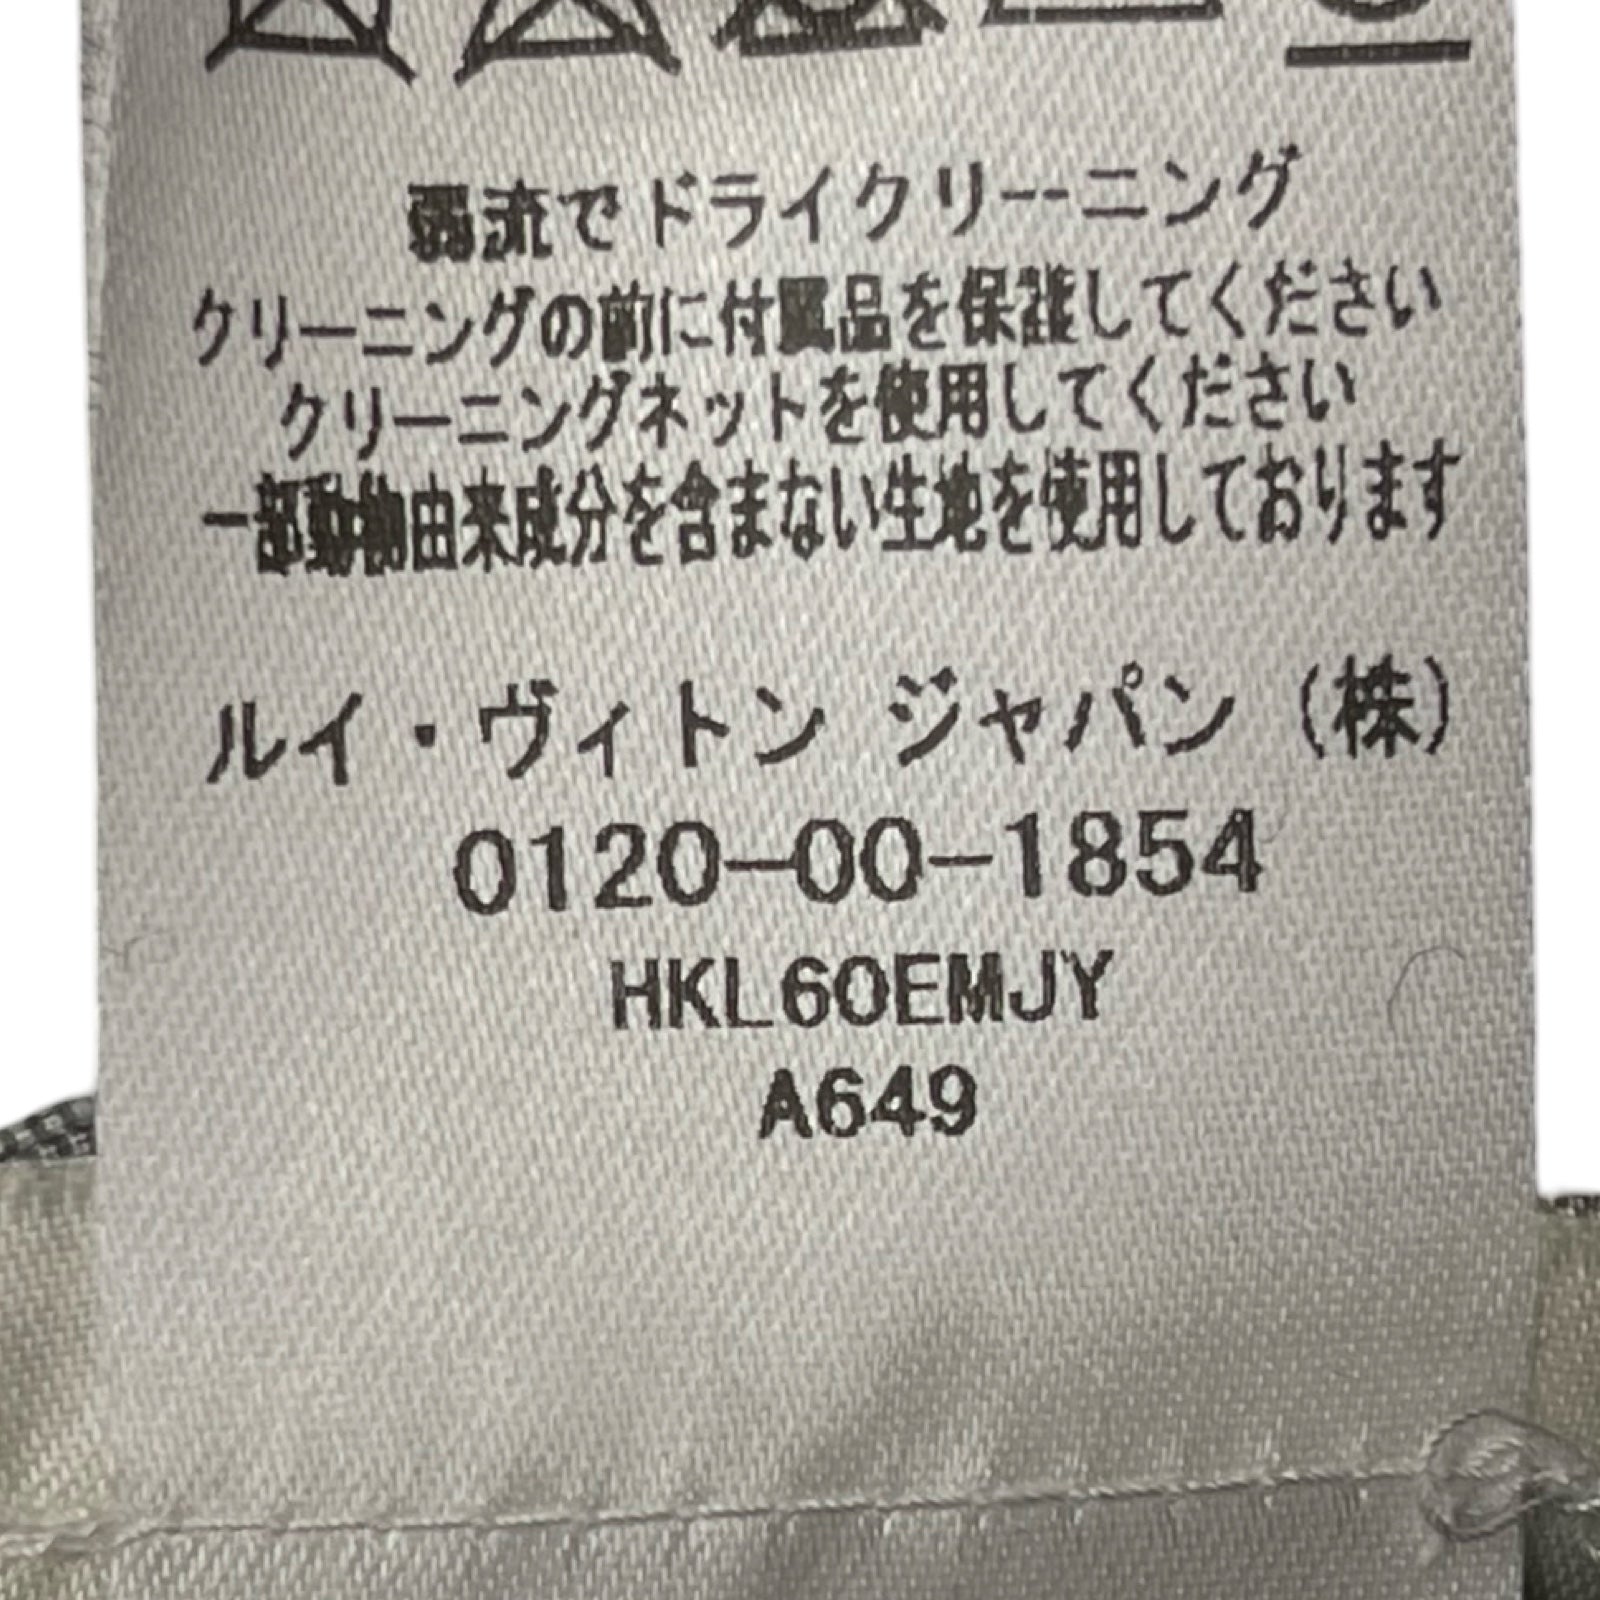 弱流でドライクリーニング
クリーニングの前に付属品を保護してください
クリーニングネットを使用してください
一部動物由来成分を含まない生地を使用しております
ルイ・ヴィトン ジャパン (株)
0120-00-1854
HKL60EMJY
A649